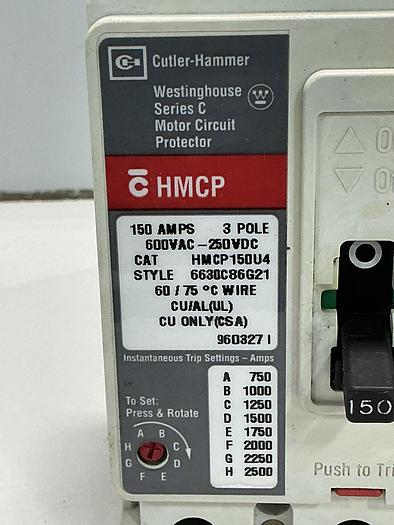 Cutler-Hammer
Westinghouse
Series C
Motor Circuit
Protector
C HMCP
150 AMPS 3 POLE
600VAC-250VDC
CAT HMCP150U4
STYLE 6630C86G21
60 / 75 °C WIRE
CU/AL(UL)
CU ONLY(CSA)
960327 I
Instantaneous Trip Settings – Amps
To Set:
Press & Rotate
A B C D E F G H
A 750
B 1000
C 1250
D 1500
E 1750
F 2000
G 2250
H 2500
O
150
Push to Tri